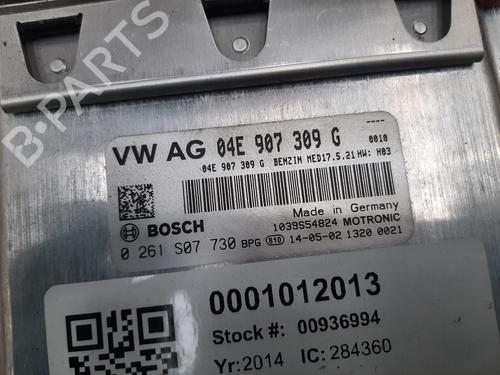 B-PARTS
VW AG 04E 907 309 G
----
0010
04E 907 309 G BENZIN MED17.5.21 HW: H03
Made in Germany
BOSCH
1039S54824 MOTRONIC
0 261 S07 730 BPG 810 14-05-02 1320 0021
0001012013
Stock #: 00936994
Yr:2014 IC: 284360